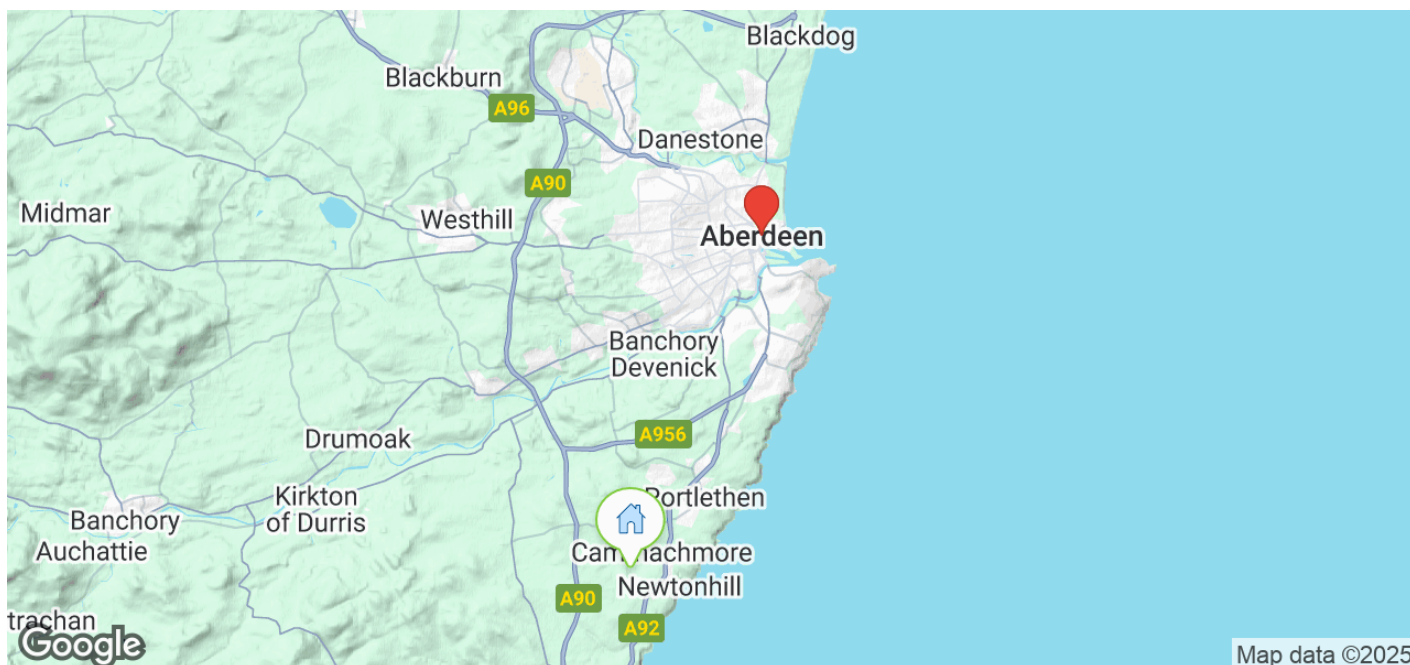 Blackdog
Blackburn
A96
Danestone
A90
Midmar
Westhill
Aberdeen
Banchory
Devenick
Drumoak
A956
Kirkton
of Durris
Portlethen
Banchory
Auchattie
Cammachmore
Newtonhill
A90
A92
trachan
Google
Map data ©2025